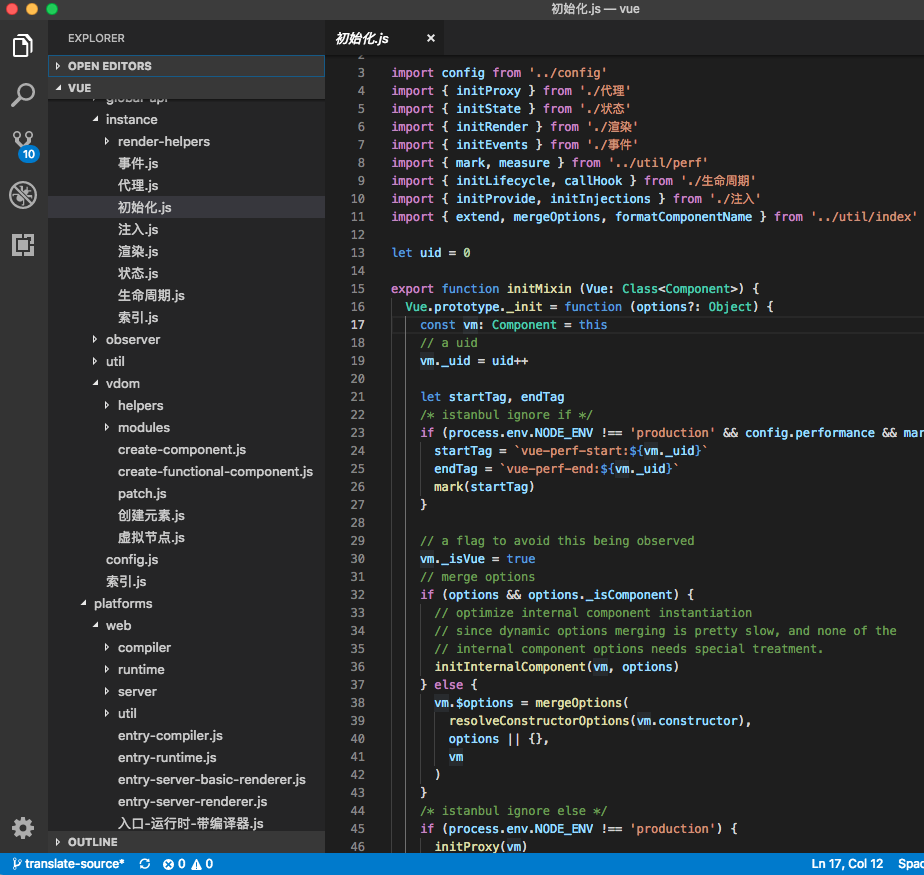 初始化.js — vue
EXPLORER
OPEN EDITORS
VUE
global-api
instance
render-helpers
事件.js
代理.js
初始化.js
注入.js
渲染.js
状态.js
生命周期.js
索引.js
observer
util
vdom
helpers
modules
create-component.js
create-functional-component.js
patch.js
创建元素.js
虚拟节点.js
config.js
索引.js
platforms
web
compiler
runtime
server
util
entry-compiler.js
entry-runtime.js
entry-server-basic-renderer.js
entry-server-renderer.js
入口-运行时-带编译器.js
OUTLINE
10
初始化.js ×
2
3 import config from '../config'
4 import { initProxy } from './代理'
5 import { initState } from './状态'
6 import { initRender } from './渲染'
7 import { initEvents } from './事件'
8 import { mark, measure } from '../util/perf'
9 import { initLifecycle, callHook } from './生命周期'
10 import { initProvide, initInjections } from './注入'
11 import { extend, mergeOptions, formatComponentName } from '../util/index'
12
13 let uid = 0
14
15 export function initMixin (Vue: Class<Component>) {
16 Vue.prototype._init = function (options?: Object) {
17 const vm: Component = this
18 // a uid
19 vm._uid = uid++
20
21 let startTag, endTag
22 /* istanbul ignore if */
23 if (process.env.NODE_ENV !== 'production' && config.performance && mar
24 startTag = `vue-perf-start:${vm._uid}`
25 endTag = `vue-perf-end:${vm._uid}`
26 mark(startTag)
27 }
28
29 // a flag to avoid this being observed
30 vm._isVue = true
31 // merge options
32 if (options && options._isComponent) {
33 // optimize internal component instantiation
34 // since dynamic options merging is pretty slow, and none of the
35 // internal component options needs special treatment.
36 initInternalComponent(vm, options)
37 } else {
38 vm.$options = mergeOptions(
39 resolveConstructorOptions(vm.constructor),
40 options || {},
41 vm
42 )
43 }
44 /* istanbul ignore else */
45 if (process.env.NODE_ENV !== 'production') {
46 initProxy(vm)
translate-source* 0 0 Ln 17, Col 12 Spac